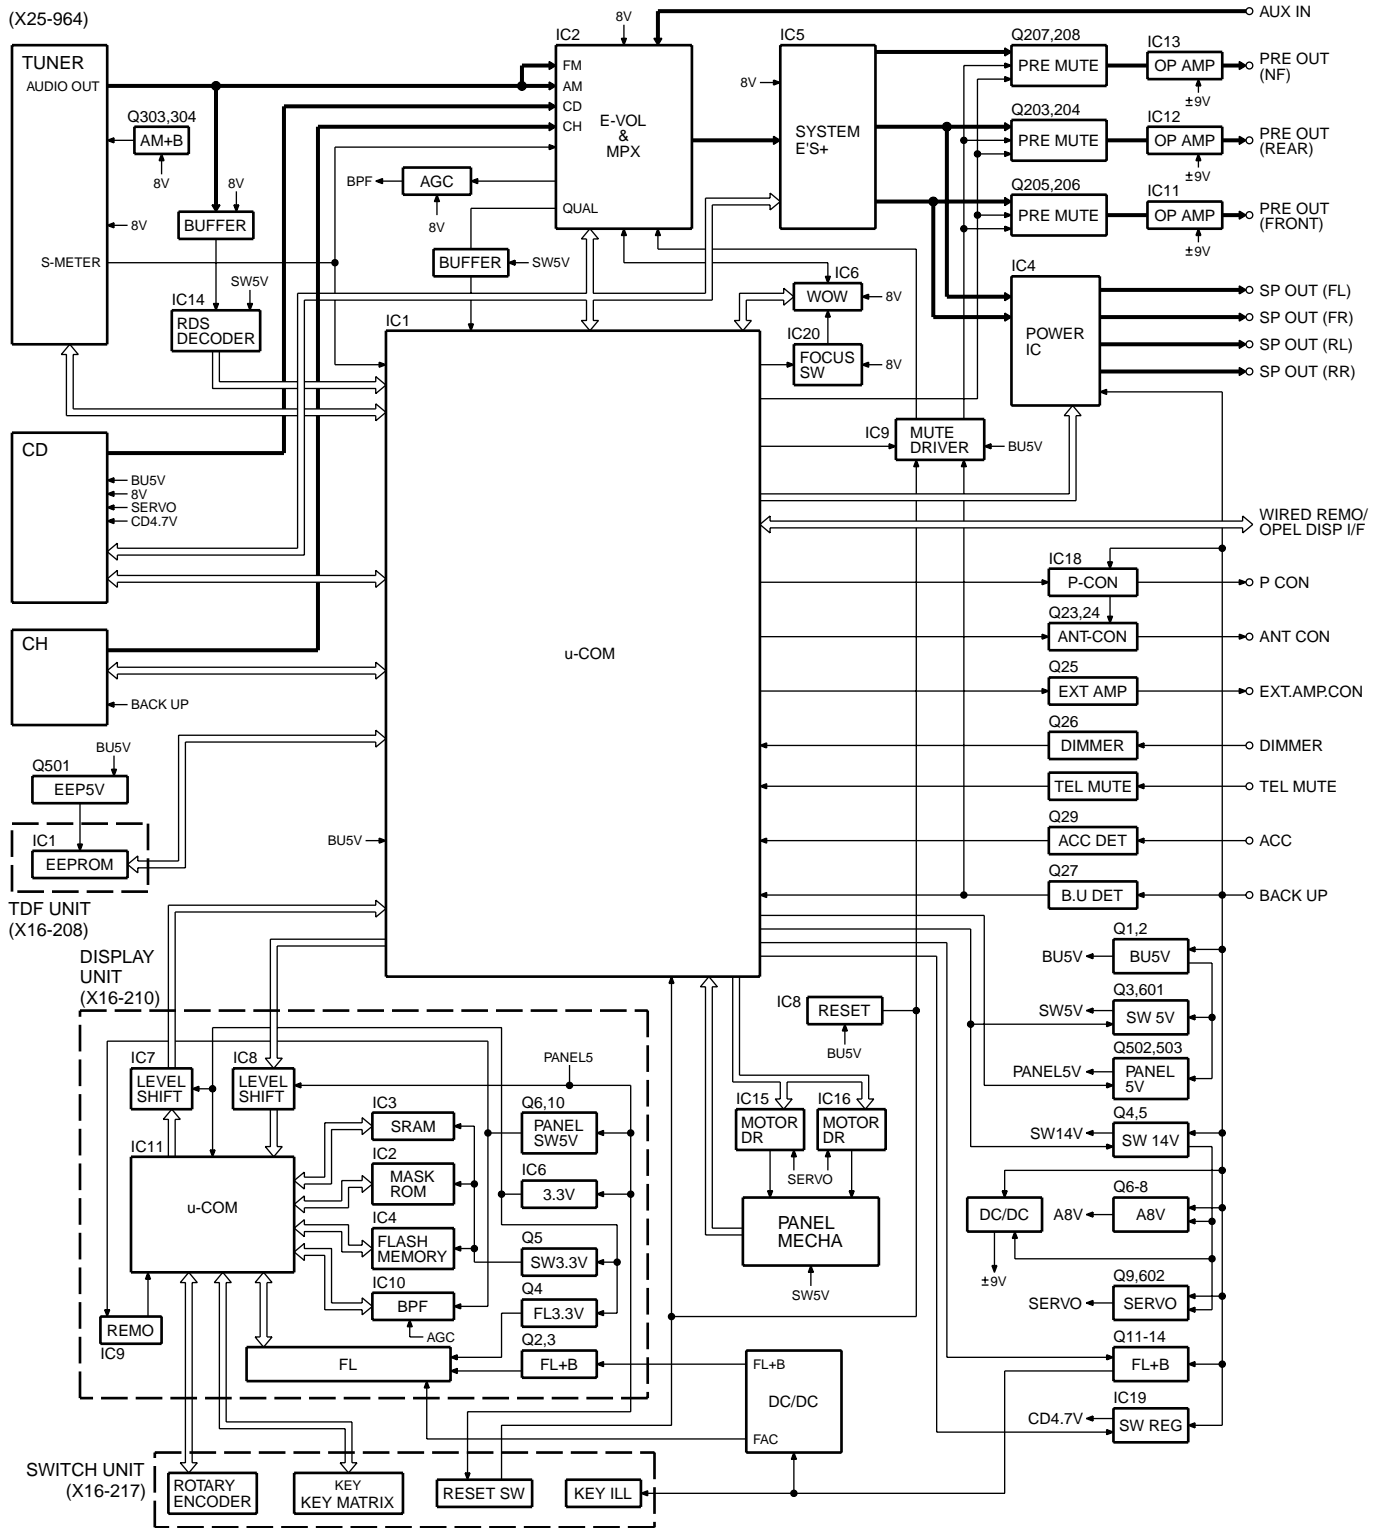 (X25-964)
TUNER
AUDIO OUT
Q303,304
AM+B
8V
8V
BUFFER
8V
S-METER
SW5V
IC14
RDS
DECODER
8V
IC2
FM
AM
CD
CH
E-VOL
&
MPX
QUAL
BPF
AGC
8V
BUFFER
SW5V
AUX IN
IC5
8V
SYSTEM
E'S+
Q207,208
PRE MUTE
IC13
OP AMP
±9V
PRE OUT
(NF)
Q203,204
PRE MUTE
IC12
OP AMP
±9V
PRE OUT
(REAR)
Q205,206
PRE MUTE
IC11
OP AMP
±9V
PRE OUT
(FRONT)
IC6
WOW
8V
IC20
FOCUS
SW
8V
IC4
POWER
IC
SP OUT (FL)
SP OUT (FR)
SP OUT (RL)
SP OUT (RR)
IC1
u-COM
IC9
MUTE
DRIVER
BU5V
CD
BU5V
8V
SERVO
CD4.7V
CH
BACK UP
WIRED REMO/
OPEL DISP I/F
IC18
P-CON
P CON
Q23,24
ANT-CON
ANT CON
Q25
EXT AMP
EXT.AMP.CON
Q26
DIMMER
DIMMER
TEL MUTE
TEL MUTE
Q29
ACC DET
ACC
Q27
B.U DET
BACK UP
BU5V
Q501
EEP5V
IC1
EEPROM
TDF UNIT
(X16-208)
BU5V
Q1,2
BU5V
BU5V
Q3,601
SW5V
SW 5V
Q502,503
PANEL5V
PANEL
5V
Q4,5
SW14V
SW 14V
Q6-8
DC/DC
A8V
A8V
±9V
Q9,602
SERVO
SERVO
Q11-14
FL+B
IC19
CD4.7V
SW REG
DISPLAY
UNIT
(X16-210)
IC7
LEVEL
SHIFT
IC8
LEVEL
SHIFT
PANEL5
IC11
u-COM
IC3
SRAM
IC2
MASK
ROM
IC4
FLASH
MEMORY
IC10
BPF
AGC
Q6,10
PANEL
SW5V
IC6
3.3V
Q5
SW3.3V
Q4
FL3.3V
Q2,3
FL+B
REMO
IC9
FL
IC8
RESET
BU5V
IC15
MOTOR
DR
IC16
MOTOR
DR
SERVO
PANEL
MECHA
SW5V
FL+B
DC/DC
FAC
SWITCH UNIT
(X16-217)
ROTARY
ENCODER
KEY
KEY MATRIX
RESET SW
KEY ILL